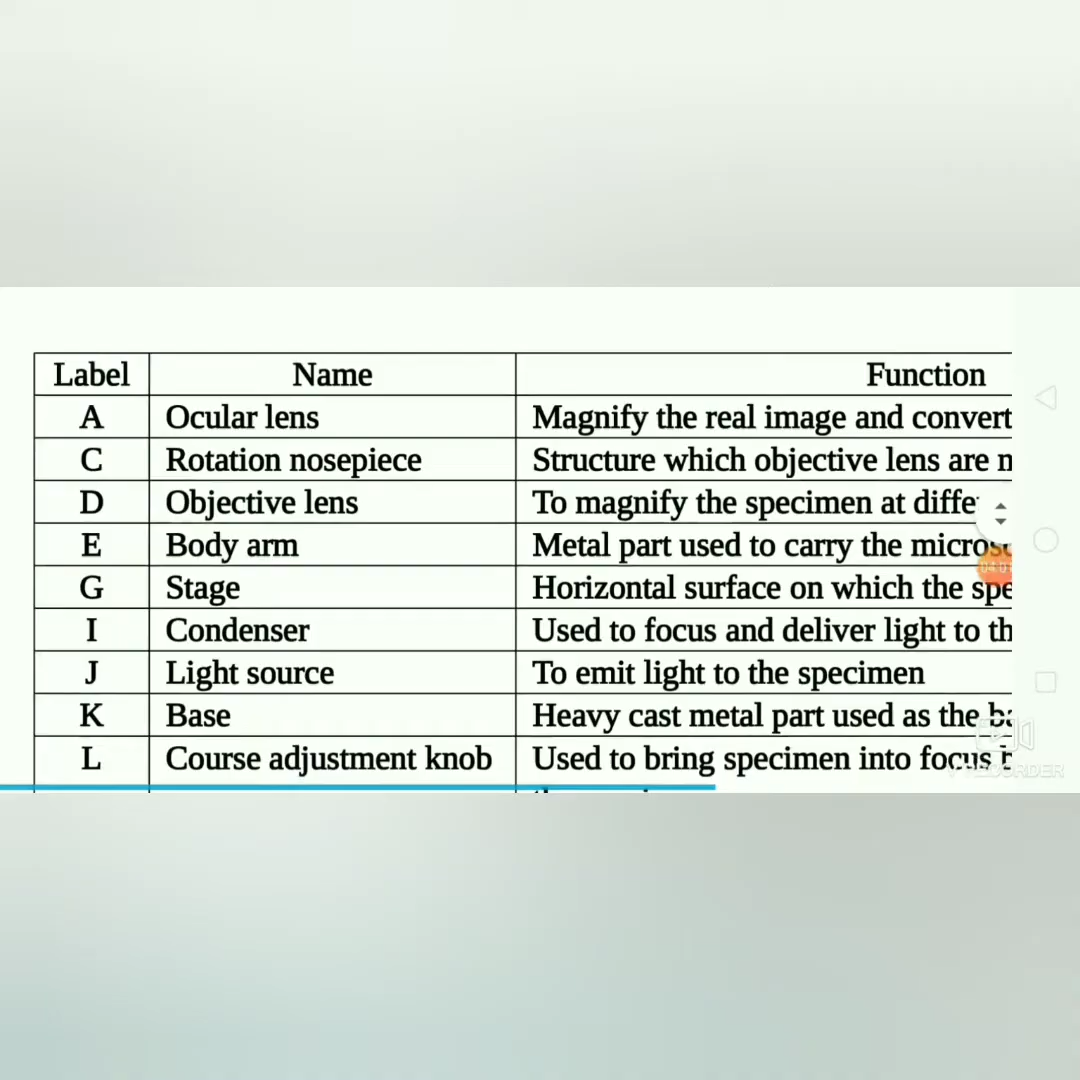 Label Name Function
A Ocular lens Magnify the real image and convert
C Rotation nosepiece Structure which objective lens are
D Objective lens To magnify the specimen at
E Body arm Metal part used to carry the
G Stage Horizontal surface on which the
I Condenser Used to focus and deliver light to
J Light source To emit light to the specimen
K Base Heavy cast metal part used as the
L Course adjustment knob Used to bring specimen into focus